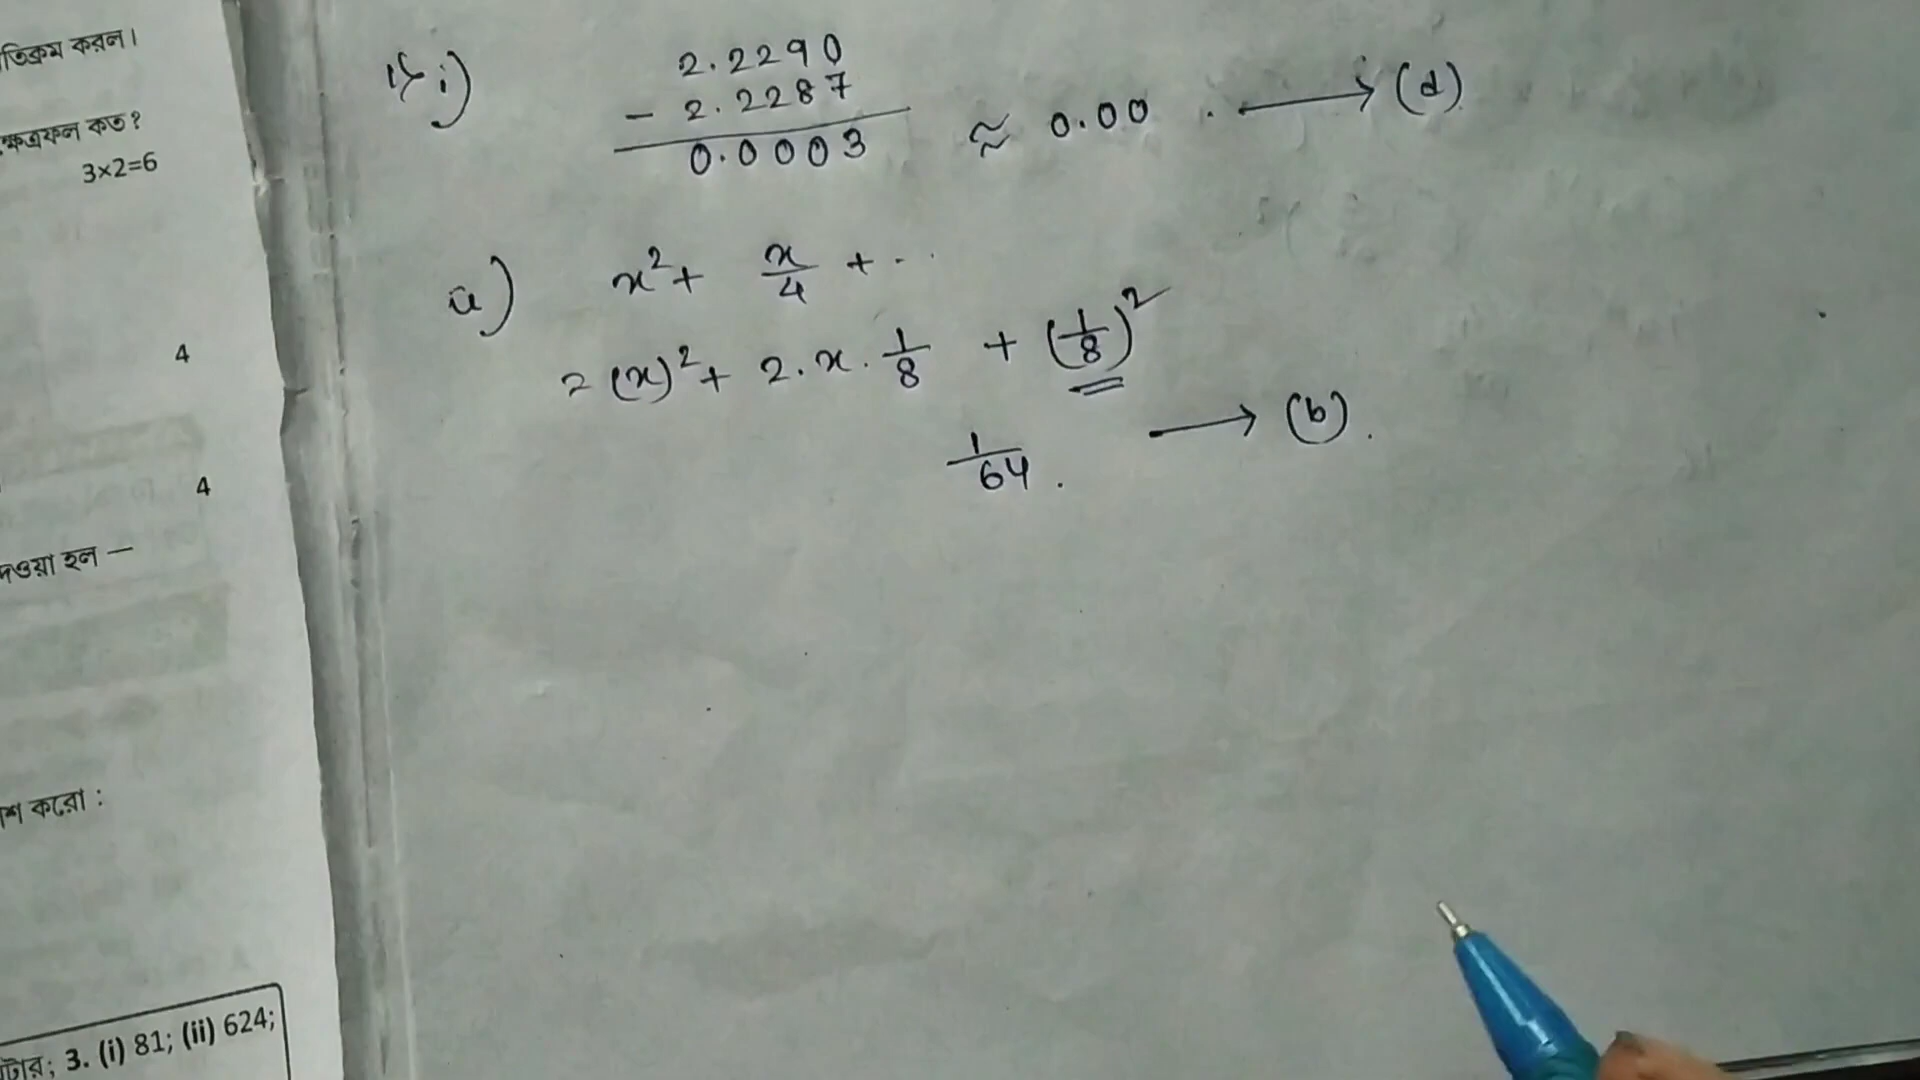 তিক্রম করল।
ক্ষেত্রফল কত?
3×2=6
4
4
দেওয়া হল —
শ করো :
টার; 3. (i) 81; (ii) 624;
1> i) 2.2290
− 2.2287
0.0003 ≈ 0.00 . → (d)
ii) x² + x/4 + ..
= (x)² + 2.x.1/8 + (1/8)²
1/64 . → (b).